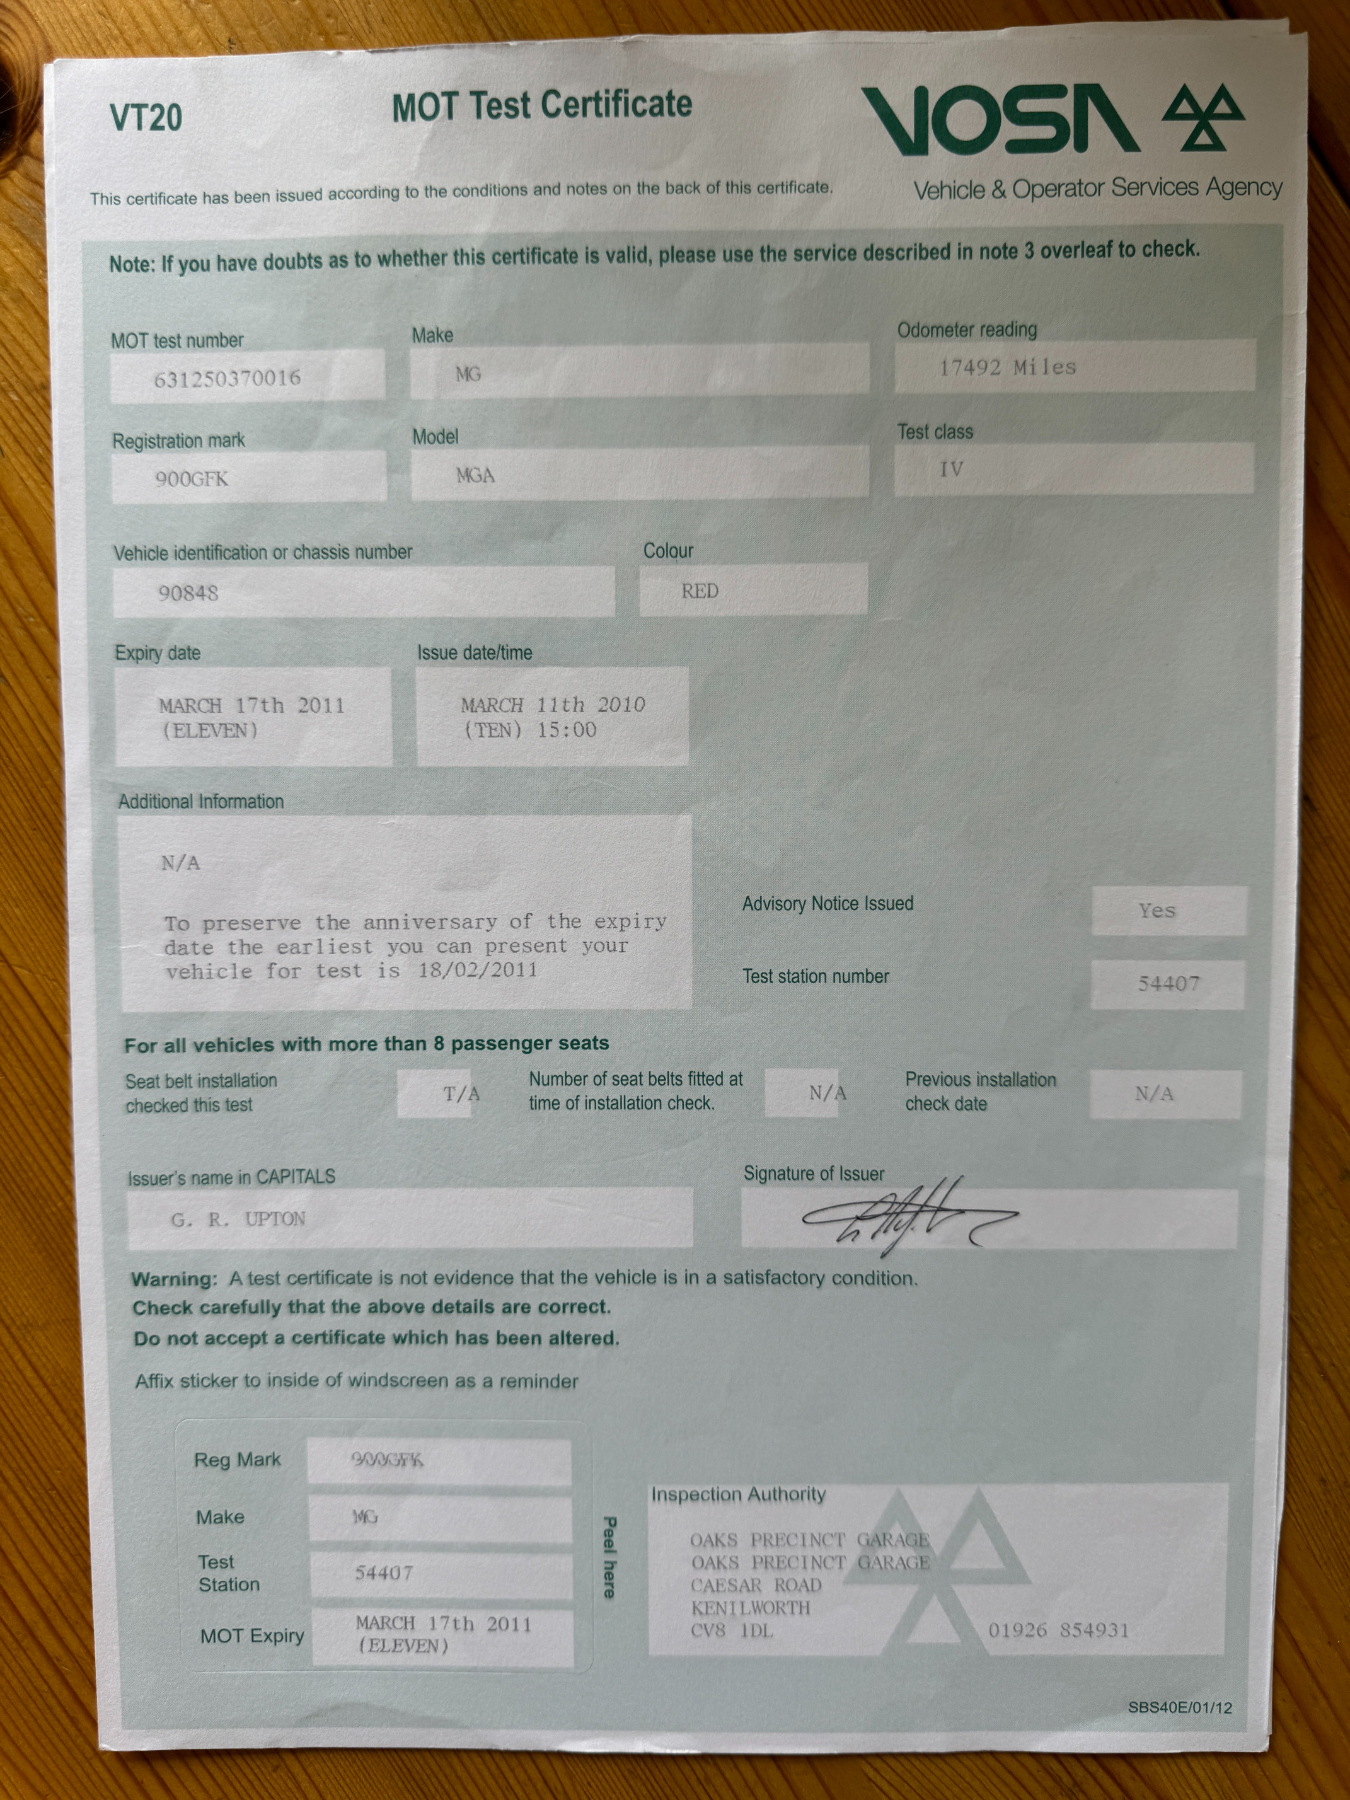 VT20
MOT Test Certificate
VOSA
Vehicle & Operator Services Agency
This certificate has been issued according to the conditions and notes on the back of this certificate.
Note: If you have doubts as to whether this certificate is valid, please use the service described in note 3 overleaf to check.
MOT test number
631250370016
Make
MG
Odometer reading
17492 Miles
Registration mark
900GFK
Model
MGA
Test class
IV
Vehicle identification or chassis number
90848
Colour
RED
Expiry date
MARCH 17th 2011
(ELEVEN)
Issue date/time
MARCH 11th 2010
(TEN) 15:00
Additional Information
N/A
To preserve the anniversary of the expiry
date the earliest you can present your
vehicle for test is 18/02/2011
Advisory Notice Issued
Yes
Test station number
54407
For all vehicles with more than 8 passenger seats
Seat belt installation
checked this test
T/A
Number of seat belts fitted at
time of installation check.
N/A
Previous installation
check date
N/A
Issuer's name in CAPITALS
G. R. UPTON
Signature of Issuer
Warning: A test certificate is not evidence that the vehicle is in a satisfactory condition.
Check carefully that the above details are correct.
Do not accept a certificate which has been altered.
Affix sticker to inside of windscreen as a reminder
Reg Mark
900GFK
Make
MG
Test
Station
54407
MOT Expiry
MARCH 17th 2011
(ELEVEN)
Peel here
Inspection Authority
OAKS PRECINCT GARAGE
OAKS PRECINCT GARAGE
CAESAR ROAD
KENILWORTH
CV8 1DL
01926 854931
SBS40E/01/12